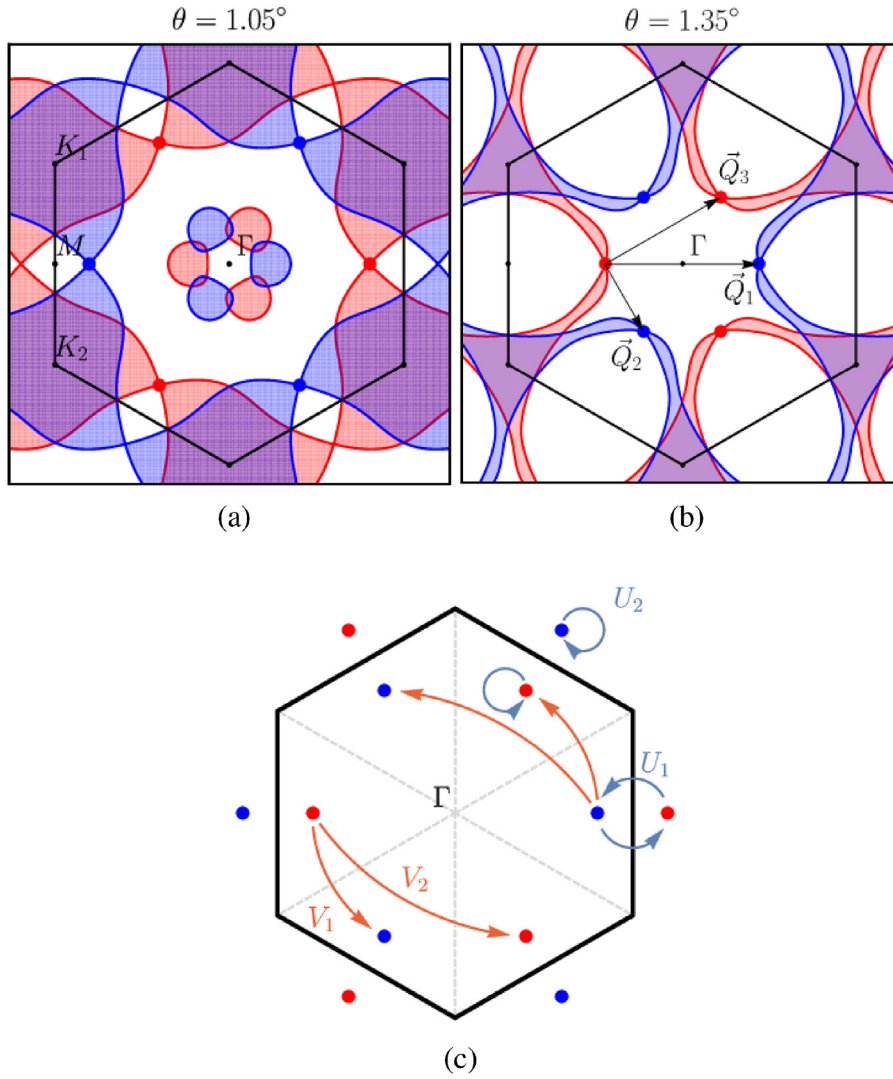 θ = 1.05°
θ = 1.35°
K₁
M
Γ
K₂
Q⃗₃
Γ
Q⃗₁
Q⃗₂
(a)
(b)
U₂
U₁
Γ
V₂
V₁
(c)